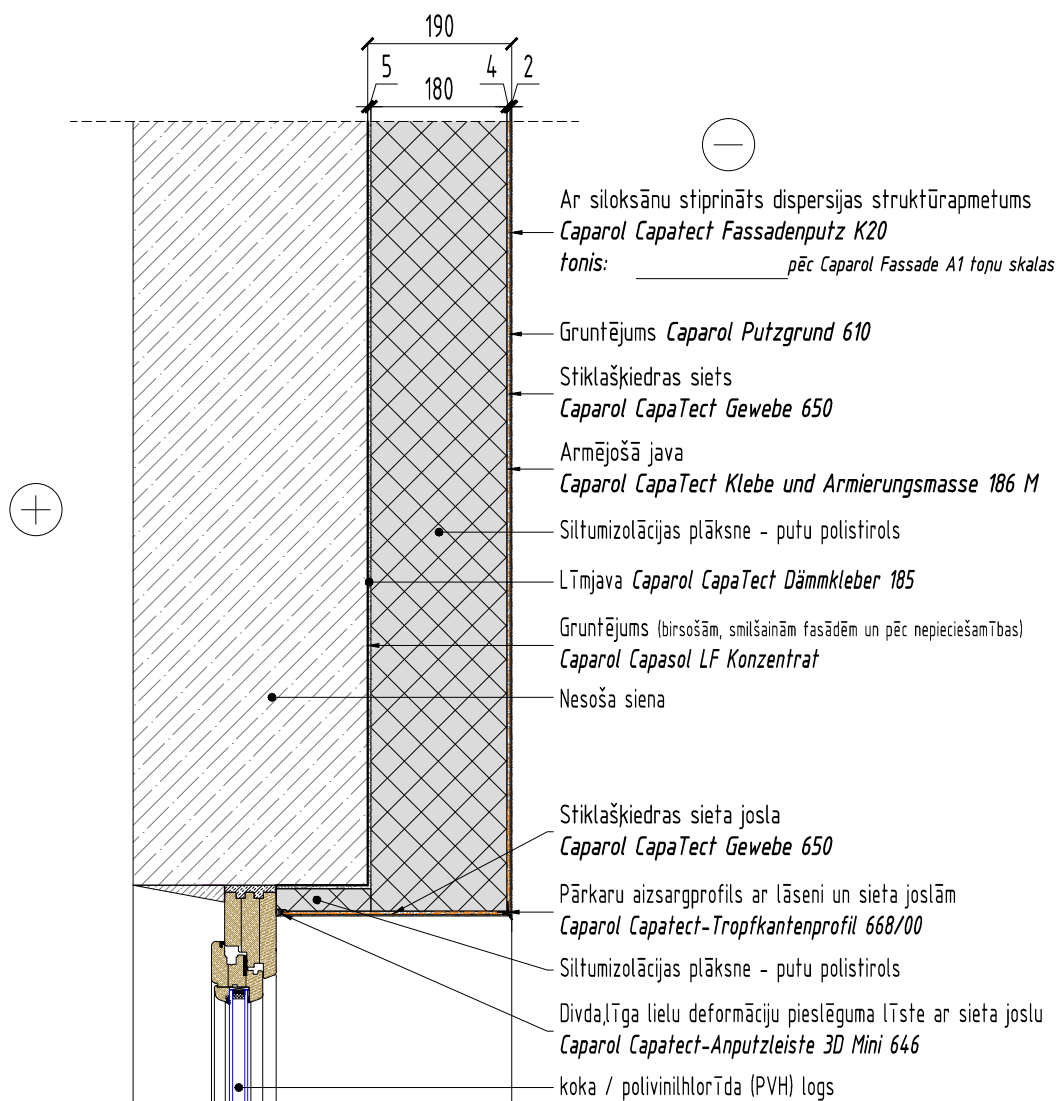 190
5
180
4
2
Ar siloksānu stiprināts dispersijas struktūrapmetums
Caparol Capatect Fassadenputz K20
tonis: pēc Caparol Fassade A1 toņu skalas
Gruntējums Caparol Putzgrund 610
Stiklašķiedras siets
Caparol CapaTect Gewebe 650
Armējošā java
Caparol CapaTect Klebe und Armierungsmasse 186 M
Siltumizolācijas plāksne - putu polistirols
Līmjava Caparol CapaTect Dämmkleber 185
Gruntējums (birsošām, smilšainām fasādēm un pēc nepieciešamības)
Caparol Capasol LF Konzentrat
Nesoša siena
Stiklašķiedras sieta josla
Caparol CapaTect Gewebe 650
Pārkaru aizsargprofils ar lāseni un sieta joslām
Caparol Capatect-Tropfkantenprofil 668/00
Siltumizolācijas plāksne - putu polistirols
Divda,līga lielu deformāciju pieslēguma līste ar sieta joslu
Caparol Capatect-Anputzleiste 3D Mini 646
koka / polivinilhlorīda (PVH) logs